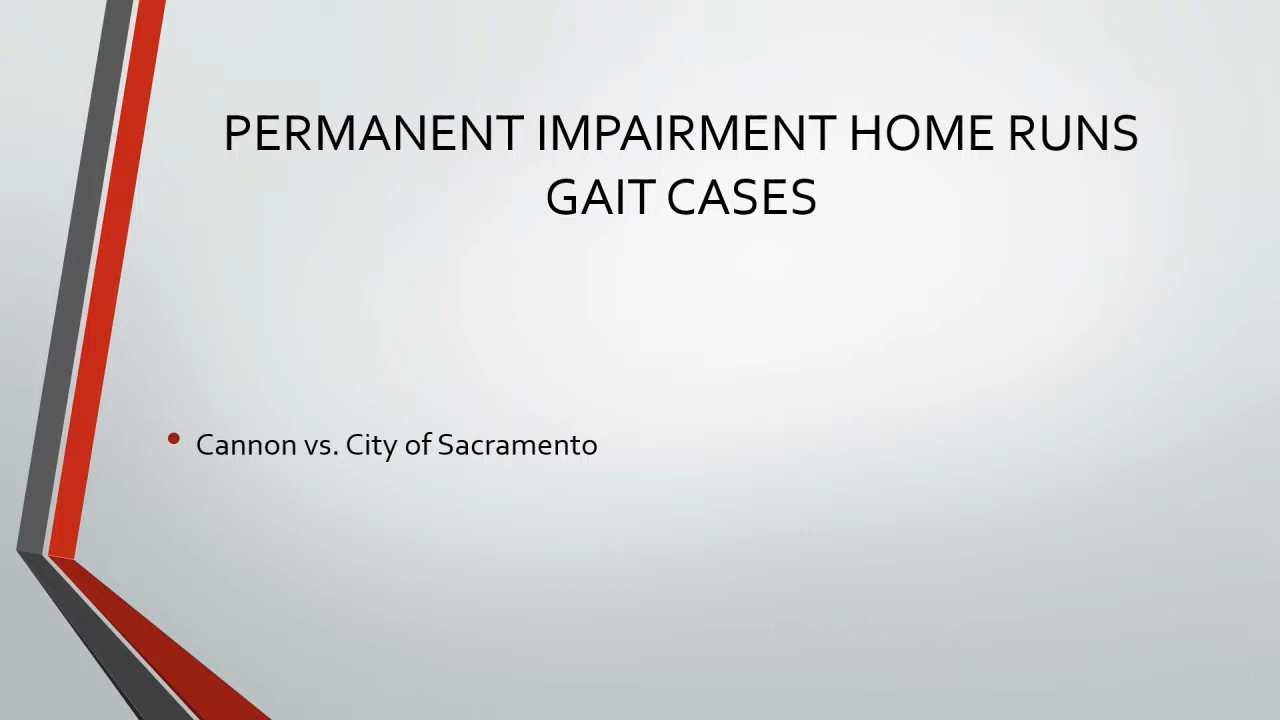 PERMANENT IMPAIRMENT HOME RUNS
GAIT CASES
• Cannon vs. City of Sacramento